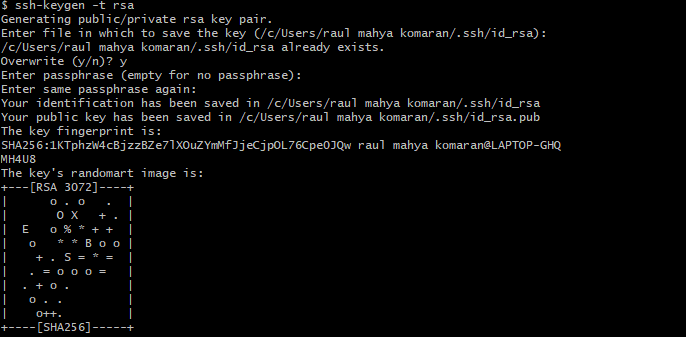 $ ssh-keygen -t rsa
Generating public/private rsa key pair.
Enter file in which to save the key (/c/Users/raul mahya komaran/.ssh/id_rsa):
/c/Users/raul mahya komaran/.ssh/id_rsa already exists.
Overwrite (y/n)? y
Enter passphrase (empty for no passphrase):
Enter same passphrase again:
Your identification has been saved in /c/Users/raul mahya komaran/.ssh/id_rsa
Your public key has been saved in /c/Users/raul mahya komaran/.ssh/id_rsa.pub
The key fingerprint is:
SHA256:1KTphzW4cBjzzBZe7lXOuZYmMfJjeCjpOL76CpeOJQw raul mahya komaran@LAPTOP-GHQ
MH4U8
The key's randomart image is:
+---[RSA 3072]----+
|      o . o   .  |
|       O X   + . |
|  E   o % * + +  |
|   o   * * B o o |
|    + . S = * =  |
|   . = o o o =   |
|  . + o .        |
|   o . .         |
|    o++.         |
+----[SHA256]-----+